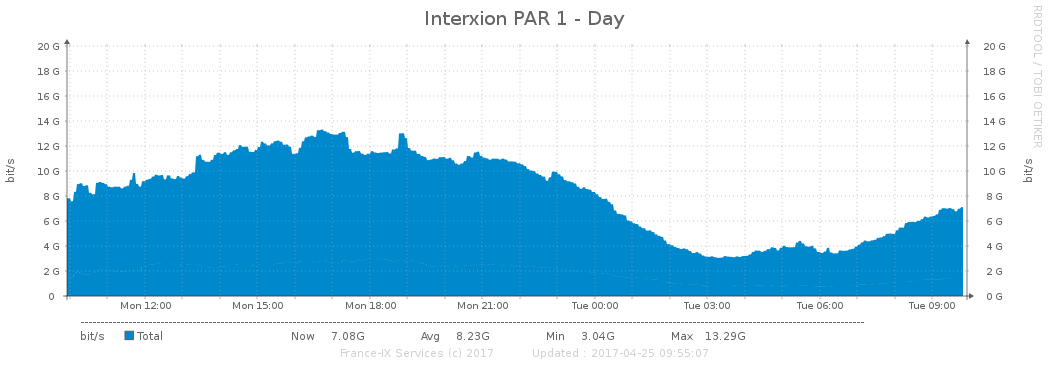 Interxion PAR 1 - Day
RRDTOOL / TOBI OETIKER
bit/s
20 G 20 G
18 G 18 G
16 G 16 G
14 G 14 G
12 G 12 G
10 G 10 G
8 G 8 G
6 G 6 G
4 G 4 G
2 G 2 G
0 0 G
bit/s
Mon 12:00 Mon 15:00 Mon 18:00 Mon 21:00 Tue 00:00 Tue 03:00 Tue 06:00 Tue 09:00
bit/s Total Now 7.08G Avg 8.23G Min 3.04G Max 13.29G
France-IX Services (c) 2017 Updated : 2017-04-25 09:55:07